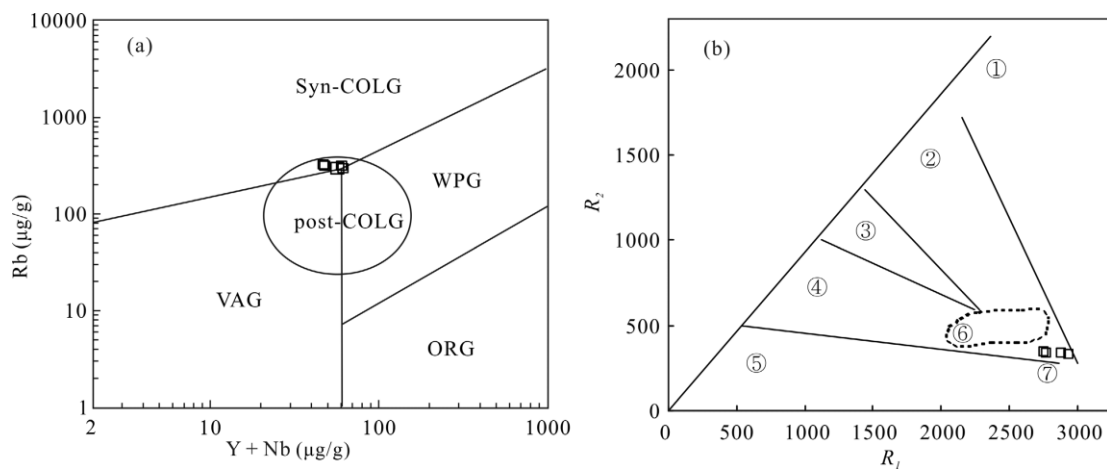 (a)
10000
1000
100
10
1
Rb (μg/g)
Syn-COLG
WPG
post-COLG
VAG
ORG
2
10
100
1000
Y + Nb (μg/g)
(b)
2000
1500
1000
500
0
R₂
①
②
③
④
⑤
⑥
⑦
0 500 1000 1500 2000 2500 3000
R₁